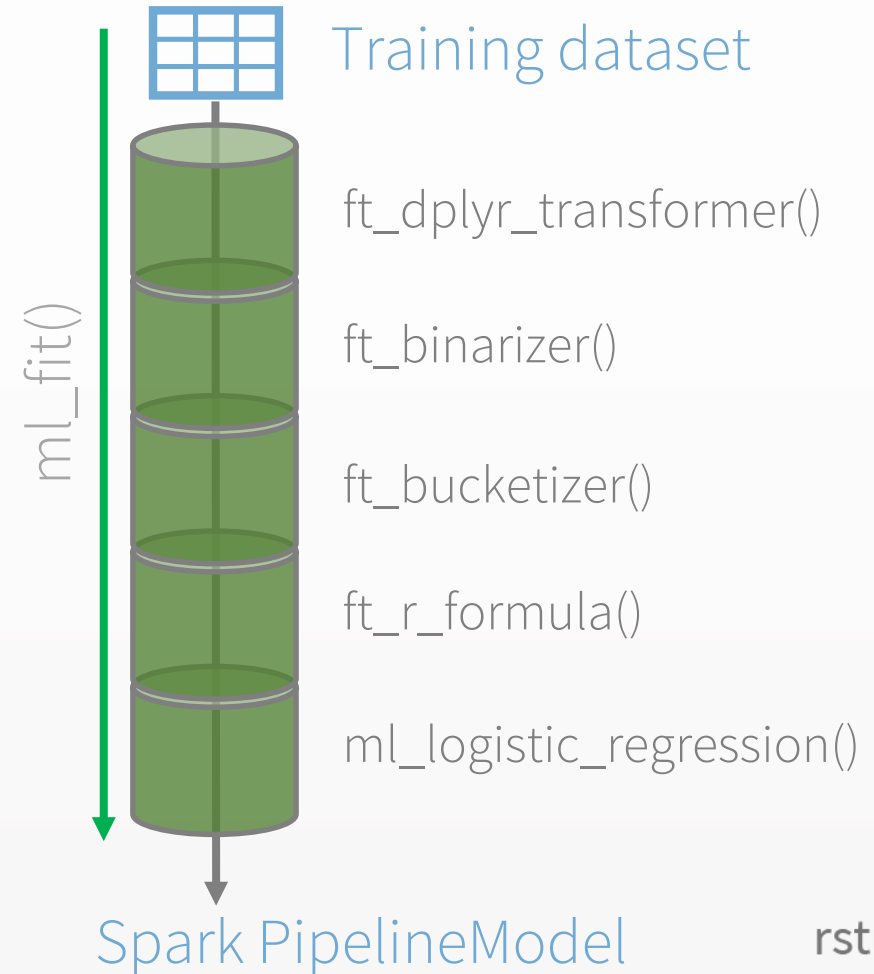 Training dataset
ft_dplyr_transformer()
ml_fit()
ft_binarizer()
ft_bucketizer()
ft_r_formula()
ml_logistic_regression()
Spark PipelineModel
rst